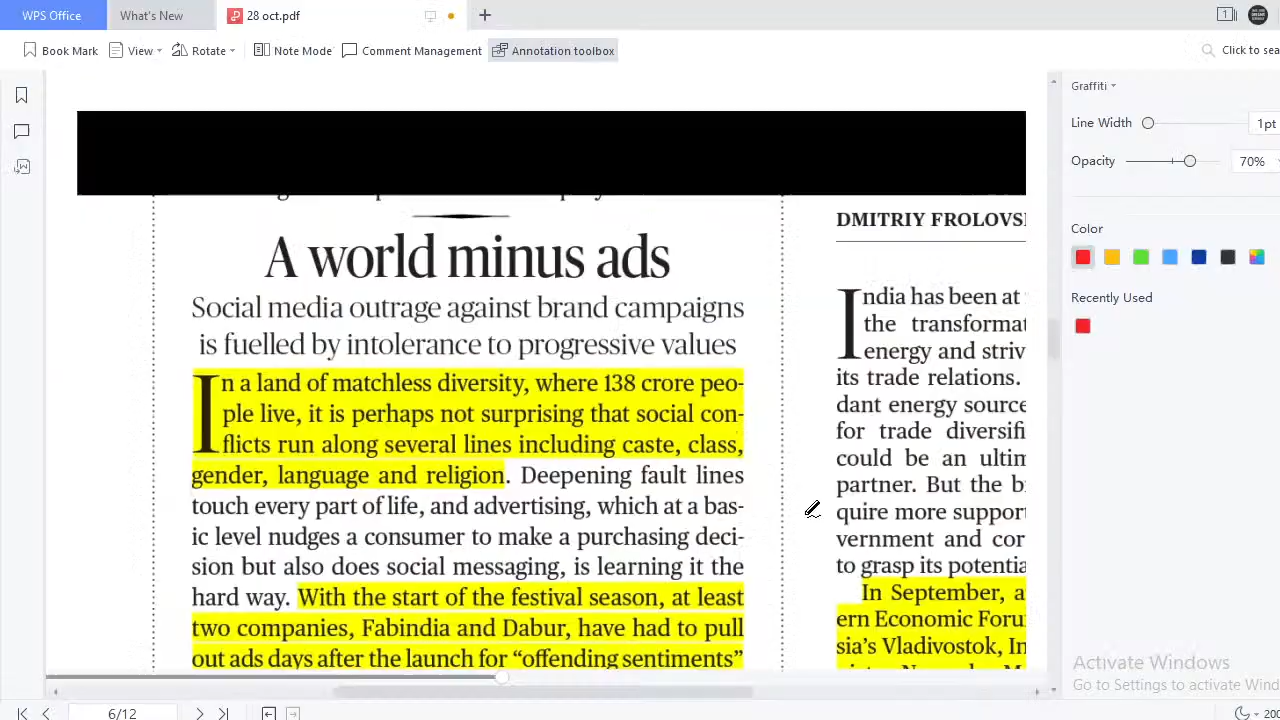 WPS Office
What's New
28 oct.pdf
1
Book Mark
View
Rotate
Note Mode
Comment Management
Annotation toolbox
Click to sea
Graffiti
Line Width
1pt
Opacity
70%
Color
Recently Used
A world minus ads
Social media outrage against brand campaigns
is fuelled by intolerance to progressive values
In a land of matchless diversity, where 138 crore peo-
ple live, it is perhaps not surprising that social con-
flicts run along several lines including caste, class,
gender, language and religion. Deepening fault lines
touch every part of life, and advertising, which at a bas-
ic level nudges a consumer to make a purchasing deci-
sion but also does social messaging, is learning it the
hard way. With the start of the festival season, at least
two companies, Fabindia and Dabur, have had to pull
out ads days after the launch for “offending sentiments”
DMITRIY FROLOVS
India has been at
the transformat
energy and striv
its trade relations.
dant energy source
for trade diversifi
could be an ultim
partner. But the b
quire more support
vernment and cor
to grasp its potentia
In September, a
ern Economic Foru
sia’s Vladivostok, In
Activate Windows
Go to Settings to activate Wind
6/12
200